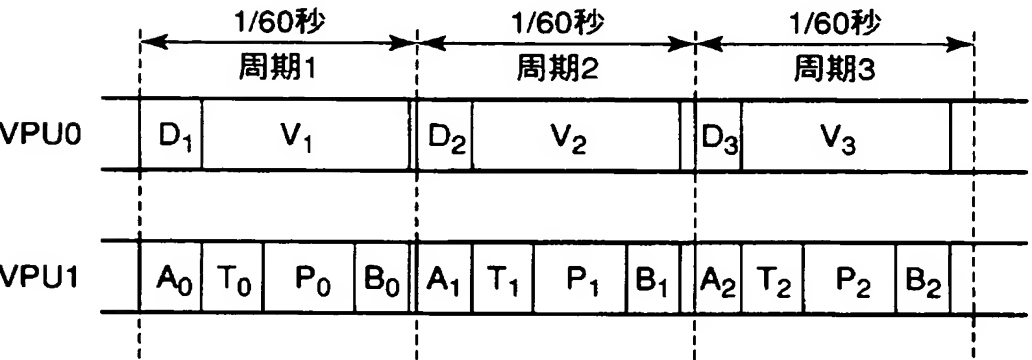 1/60秒 1/60秒 1/60秒
周期1 周期2 周期3
VPU0 D1 V1 D2 V2 D3 V3
VPU1 A0 T0 P0 B0 A1 T1 P1 B1 A2 T2 P2 B2